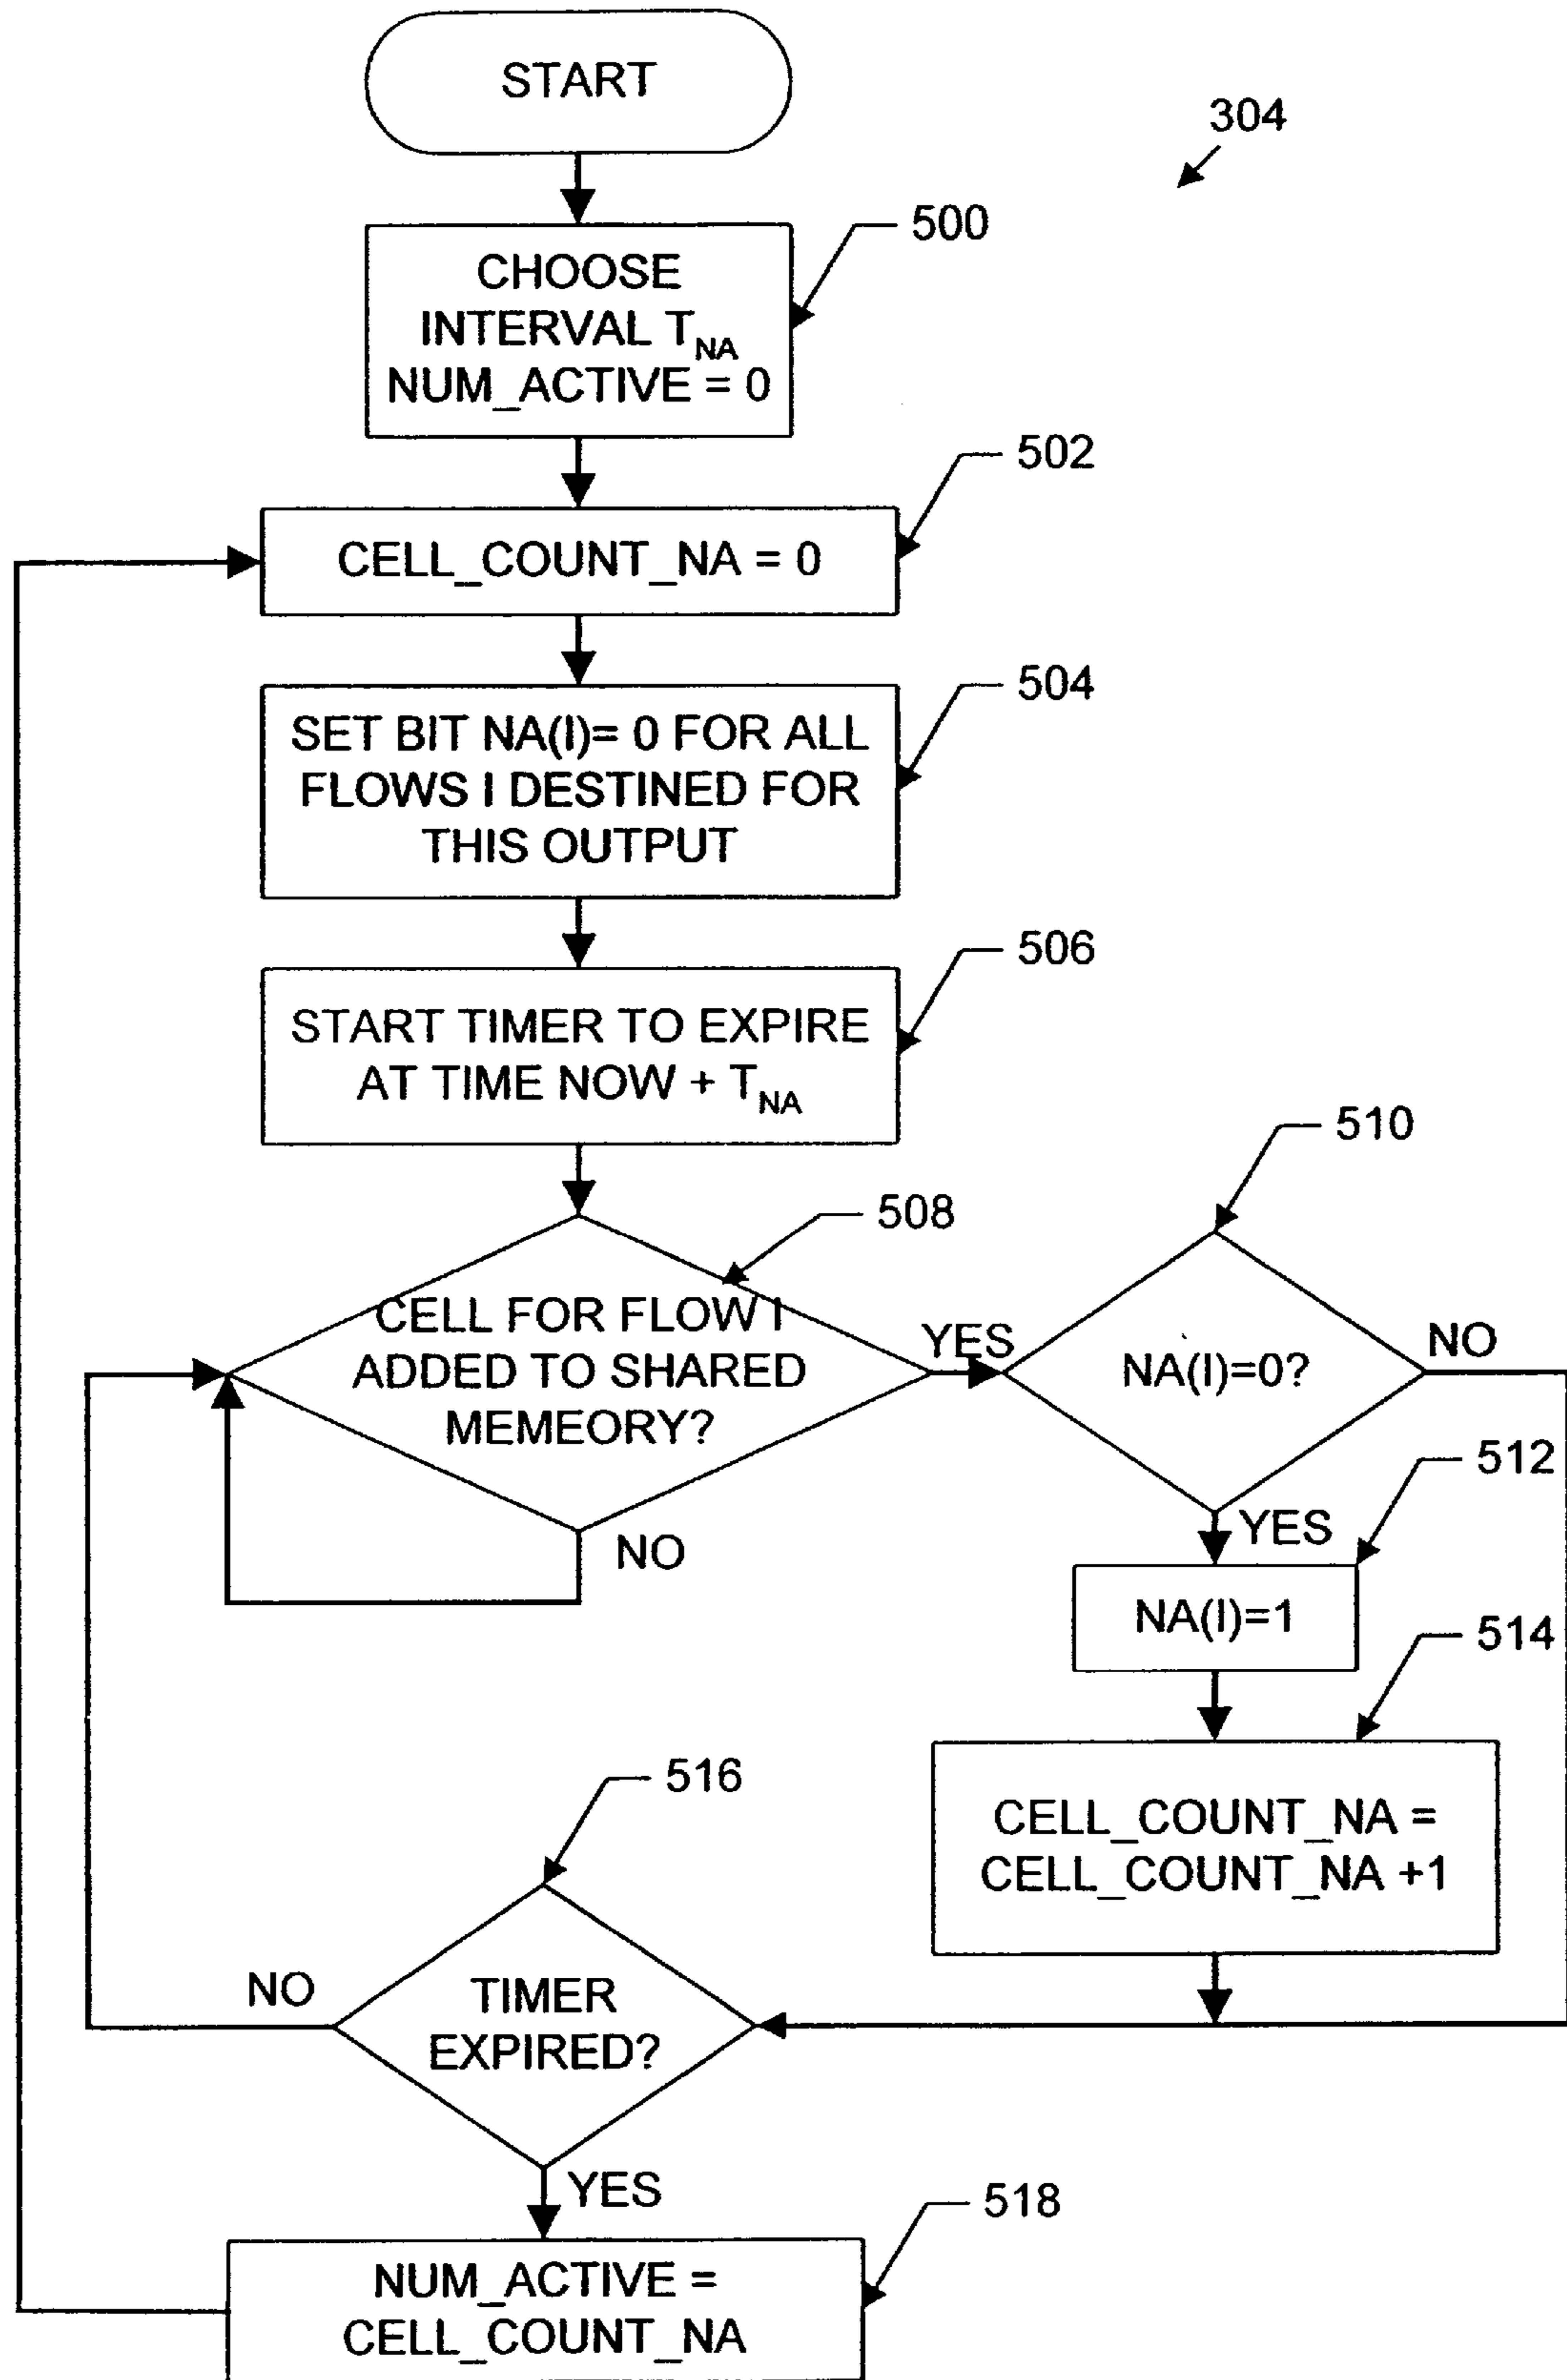 START
304
500
CHOOSE
INTERVAL T_NA
NUM_ACTIVE = 0
502
CELL_COUNT_NA = 0
504
SET BIT NA(I)= 0 FOR ALL
FLOWS I DESTINED FOR
THIS OUTPUT
506
START TIMER TO EXPIRE
AT TIME NOW + T_NA
508
CELL FOR FLOW I
ADDED TO SHARED
MEMEORY?
YES
NO
510
NA(I)=0?
NO
YES
512
NA(I)=1
514
CELL_COUNT_NA =
CELL_COUNT_NA +1
516
TIMER
EXPIRED?
NO
YES
518
NUM_ACTIVE =
CELL_COUNT_NA